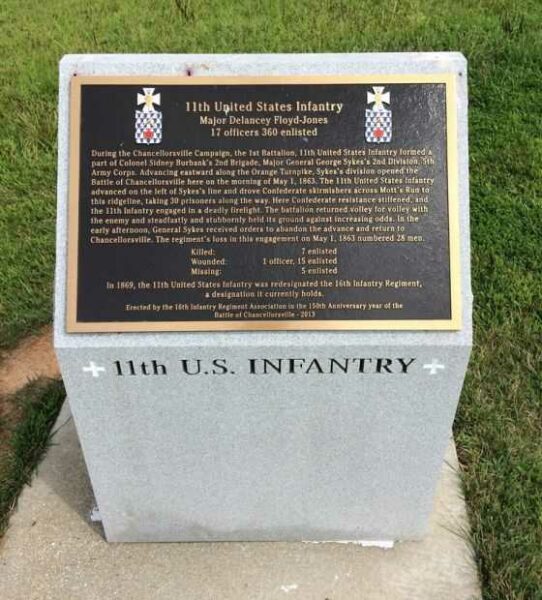 11th United States Infantry
Major Delancey Floyd-Jones
17 officers 360 enlisted
During the Chancellorsville Campaign, the 1st Battalion, 11th United States Infantry formed a
part of Colonel Sidney Burbank's 2nd Brigade, Major General George Sykes's 2nd Division, 5th
Army Corps. Advancing eastward along the Orange Turnpike, Sykes's division opened the
Battle of Chancellorsville here on the morning of May 1, 1863. The 11th United States Infantry
advanced on the left of Sykes's line and drove Confederate skirmishers across Mott's Run to
this ridgeline, taking 30 prisoners along the way. Here Confederate resistance stiffened, and
the 11th Infantry engaged in a deadly firefight. The battalion returned volley for volley with
the enemy and steadfastly and stubbornly held its ground against increasing odds. In the
early afternoon, General Sykes received orders to abandon the advance and return to
Chancellorsville. The regiment's loss in this engagement on May 1, 1863 numbered 28 men.
Killed: 7 enlisted
Wounded: 1 officer, 15 enlisted
Missing: 5 enlisted
In 1869, the 11th United States Infantry was redesignated the 16th Infantry Regiment,
a designation it currently holds.
Erected by the 16th Infantry Regiment Association in the 150th Anniversary year of the
Battle of Chancellorsville - 2013
11th U.S. INFANTRY